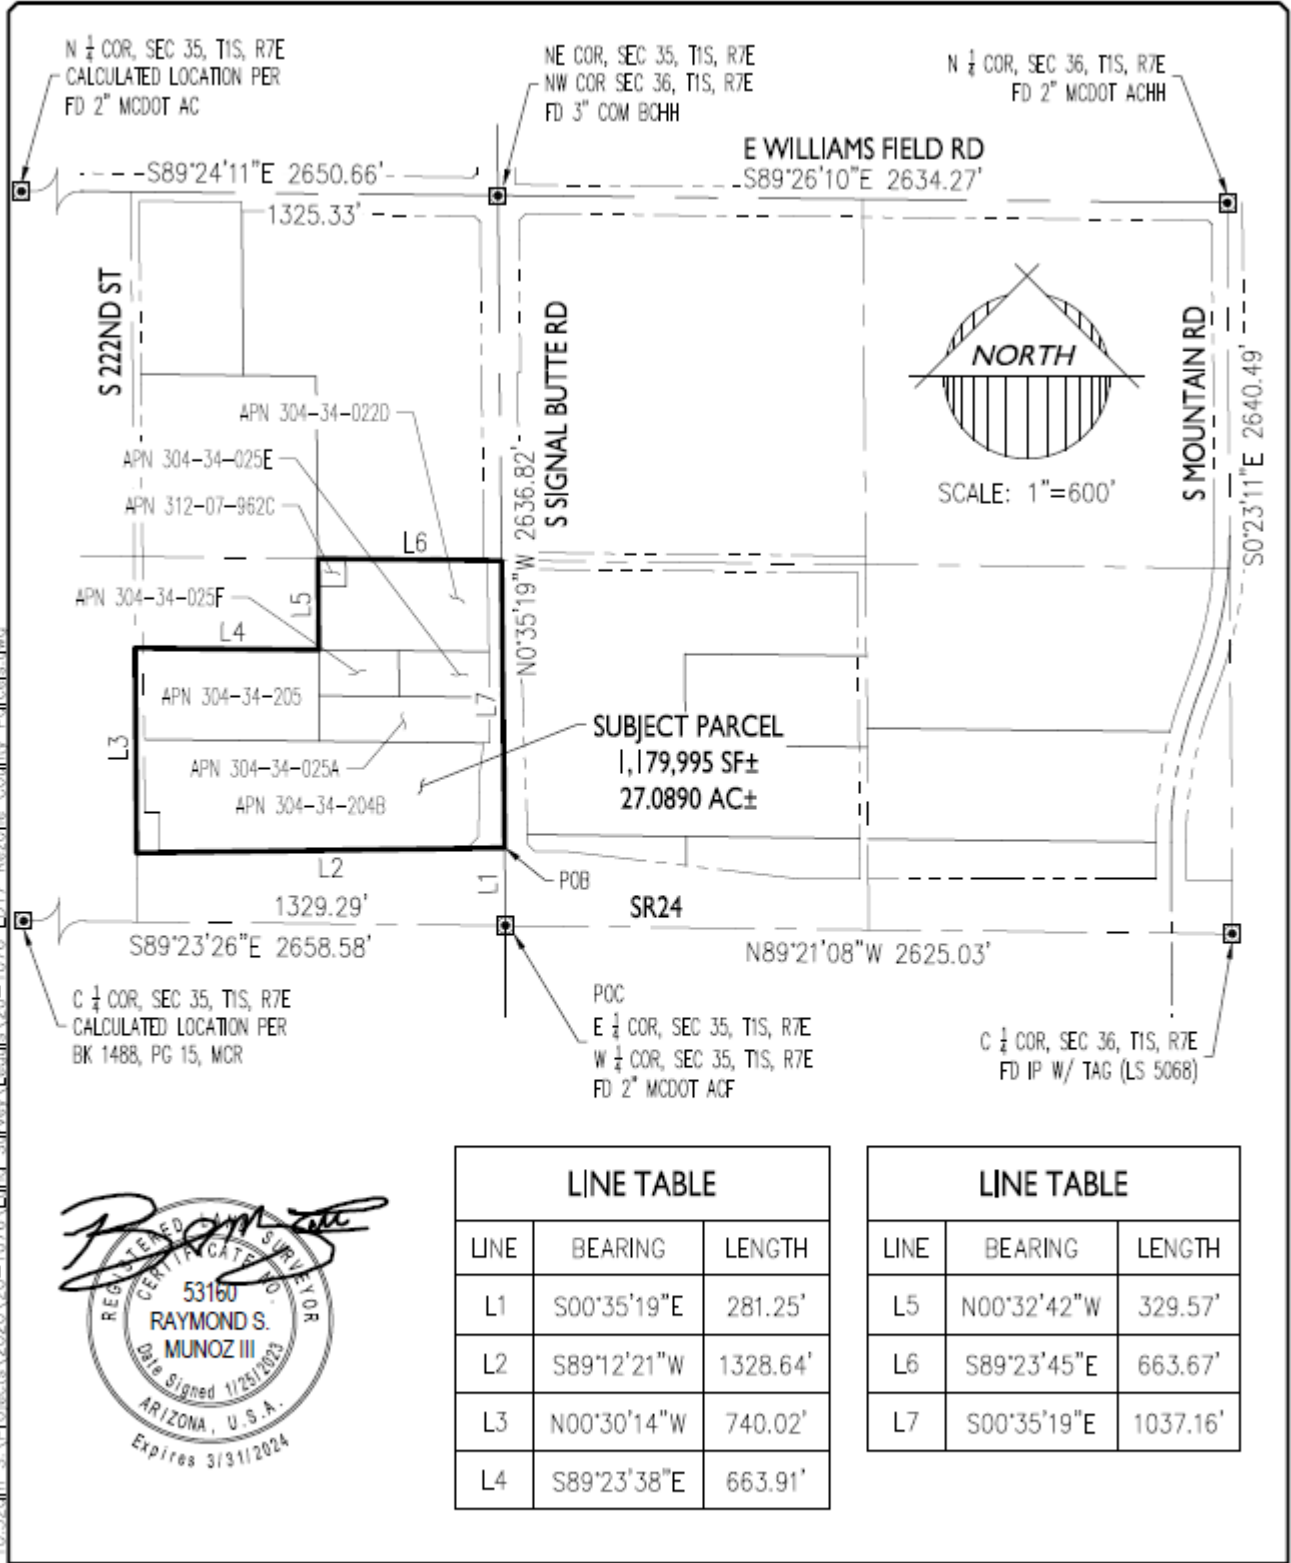 N 1/4 COR, SEC 35, T1S, R7E
CALCULATED LOCATION PER
FD 2" MCDOT AC
NE COR, SEC 35, T1S, R7E
NW COR SEC 36, T1S, R7E
FD 3" COM BCHH
N 1/4 COR, SEC 36, T1S, R7E
FD 2" MCDOT ACHH
E WILLIAMS FIELD RD
S89°24'11"E 2650.66'
S89°26'10"E 2634.27'
1325.33'
S 222ND ST
S SIGNAL BUTTE RD
N0°35'19"W 2636.82'
NORTH
SCALE: 1"=600'
S MOUNTAIN RD
S0°23'11"E 2640.49'
APN 304-34-022D
APN 304-34-025E
APN 312-07-962C
APN 304-34-025F
L6
L5
L4
APN 304-34-205
L7
L3
APN 304-34-025A
APN 304-34-204B
SUBJECT PARCEL
1,179,995 SF±
27.0890 AC±
L2
L1
POB
1329.29'
S89°23'26"E 2658.58'
SR24
N89°21'08"W 2625.03'
C 1/4 COR, SEC 35, T1S, R7E
CALCULATED LOCATION PER
BK 1488, PG 15, MCR
POC
E 1/4 COR, SEC 35, T1S, R7E
W 1/4 COR, SEC 35, T1S, R7E
FD 2" MCDOT ACF
C 1/4 COR, SEC 36, T1S, R7E
FD IP W/ TAG (LS 5068)
REGISTERED LAND SURVEYOR
CERTIFICATE NO.
53160
RAYMOND S.
MUNOZ III
Date Signed 1/25/2023
ARIZONA, U.S.A.
Expires 3/31/2024
LINE TABLE
LINE BEARING LENGTH
L1 S00°35'19"E 281.25'
L2 S89°12'21"W 1328.64'
L3 N00°30'14"W 740.02'
L4 S89°23'38"E 663.91'
LINE TABLE
LINE BEARING LENGTH
L5 N00°32'42"W 329.57'
L6 S89°23'45"E 663.67'
L7 S00°35'19"E 1037.16'